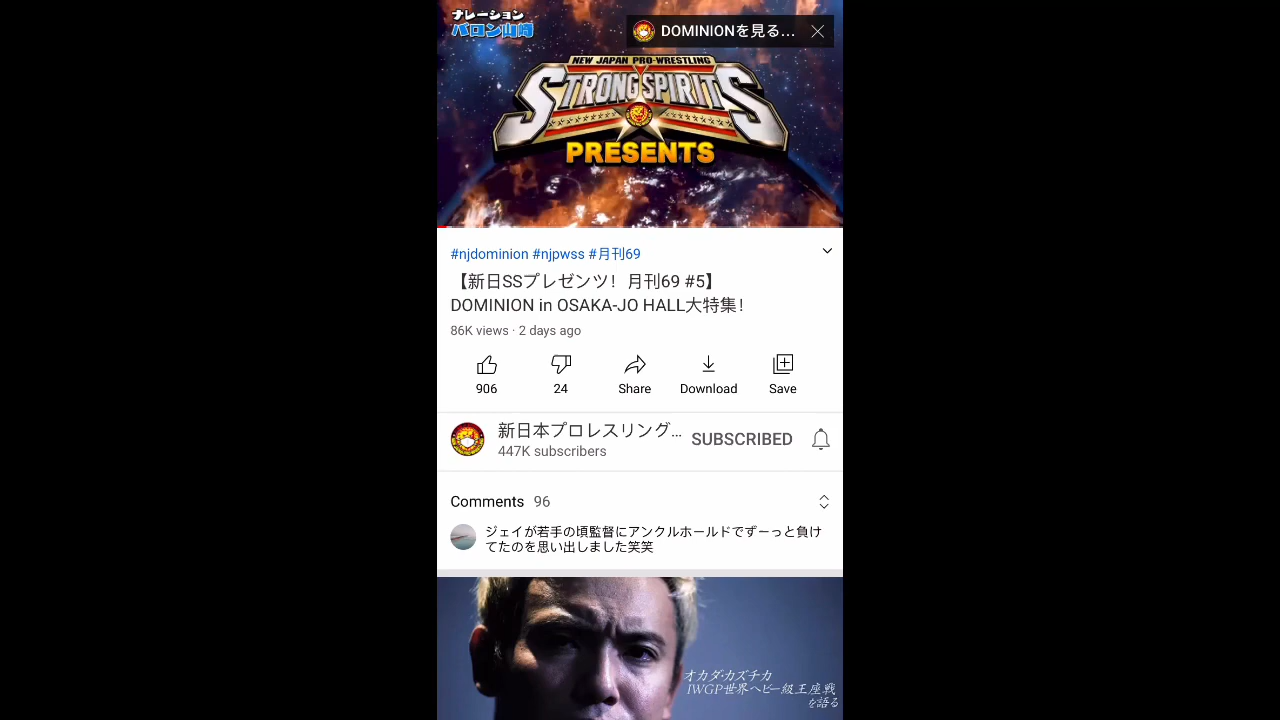 ナレーション
バロン山崎
DOMINIONを見る…
NEW JAPAN PRO-WRESTLING
STRONG SPIRITS
PRESENTS
#njdominion #njpwss #月刊69
【新日SSプレゼンツ！月刊69 #5】
DOMINION in OSAKA-JO HALL大特集！
86K views · 2 days ago
906
24
Share
Download
Save
新日本プロレスリング…
447K subscribers
SUBSCRIBED
Comments 96
ジェイが若手の頃監督にアンクルホールドでずーっと負け
てたのを思い出しました笑笑
オカダ・カズチカ
IWGP世界ヘビー級王座戦
を語る